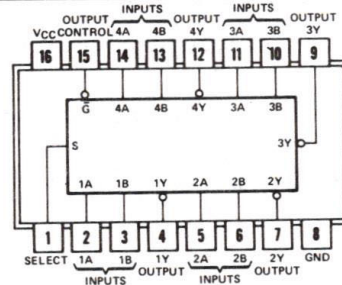 INPUTS INPUTS
OUTPUT OUTPUT OUTPUT
VCC CONTROL 4A 4B 4Y 3A 3B 3Y
16 15 14 13 12 11 10 9
G̅ 4A 4B 4Y 3A 3B
S 3Y
1A 1B 1Y 2A 2B 2Y
1 2 3 4 5 6 7 8
SELECT 1A 1B 1Y 2A 2B 2Y GND
OUTPUT OUTPUT
INPUTS INPUTS